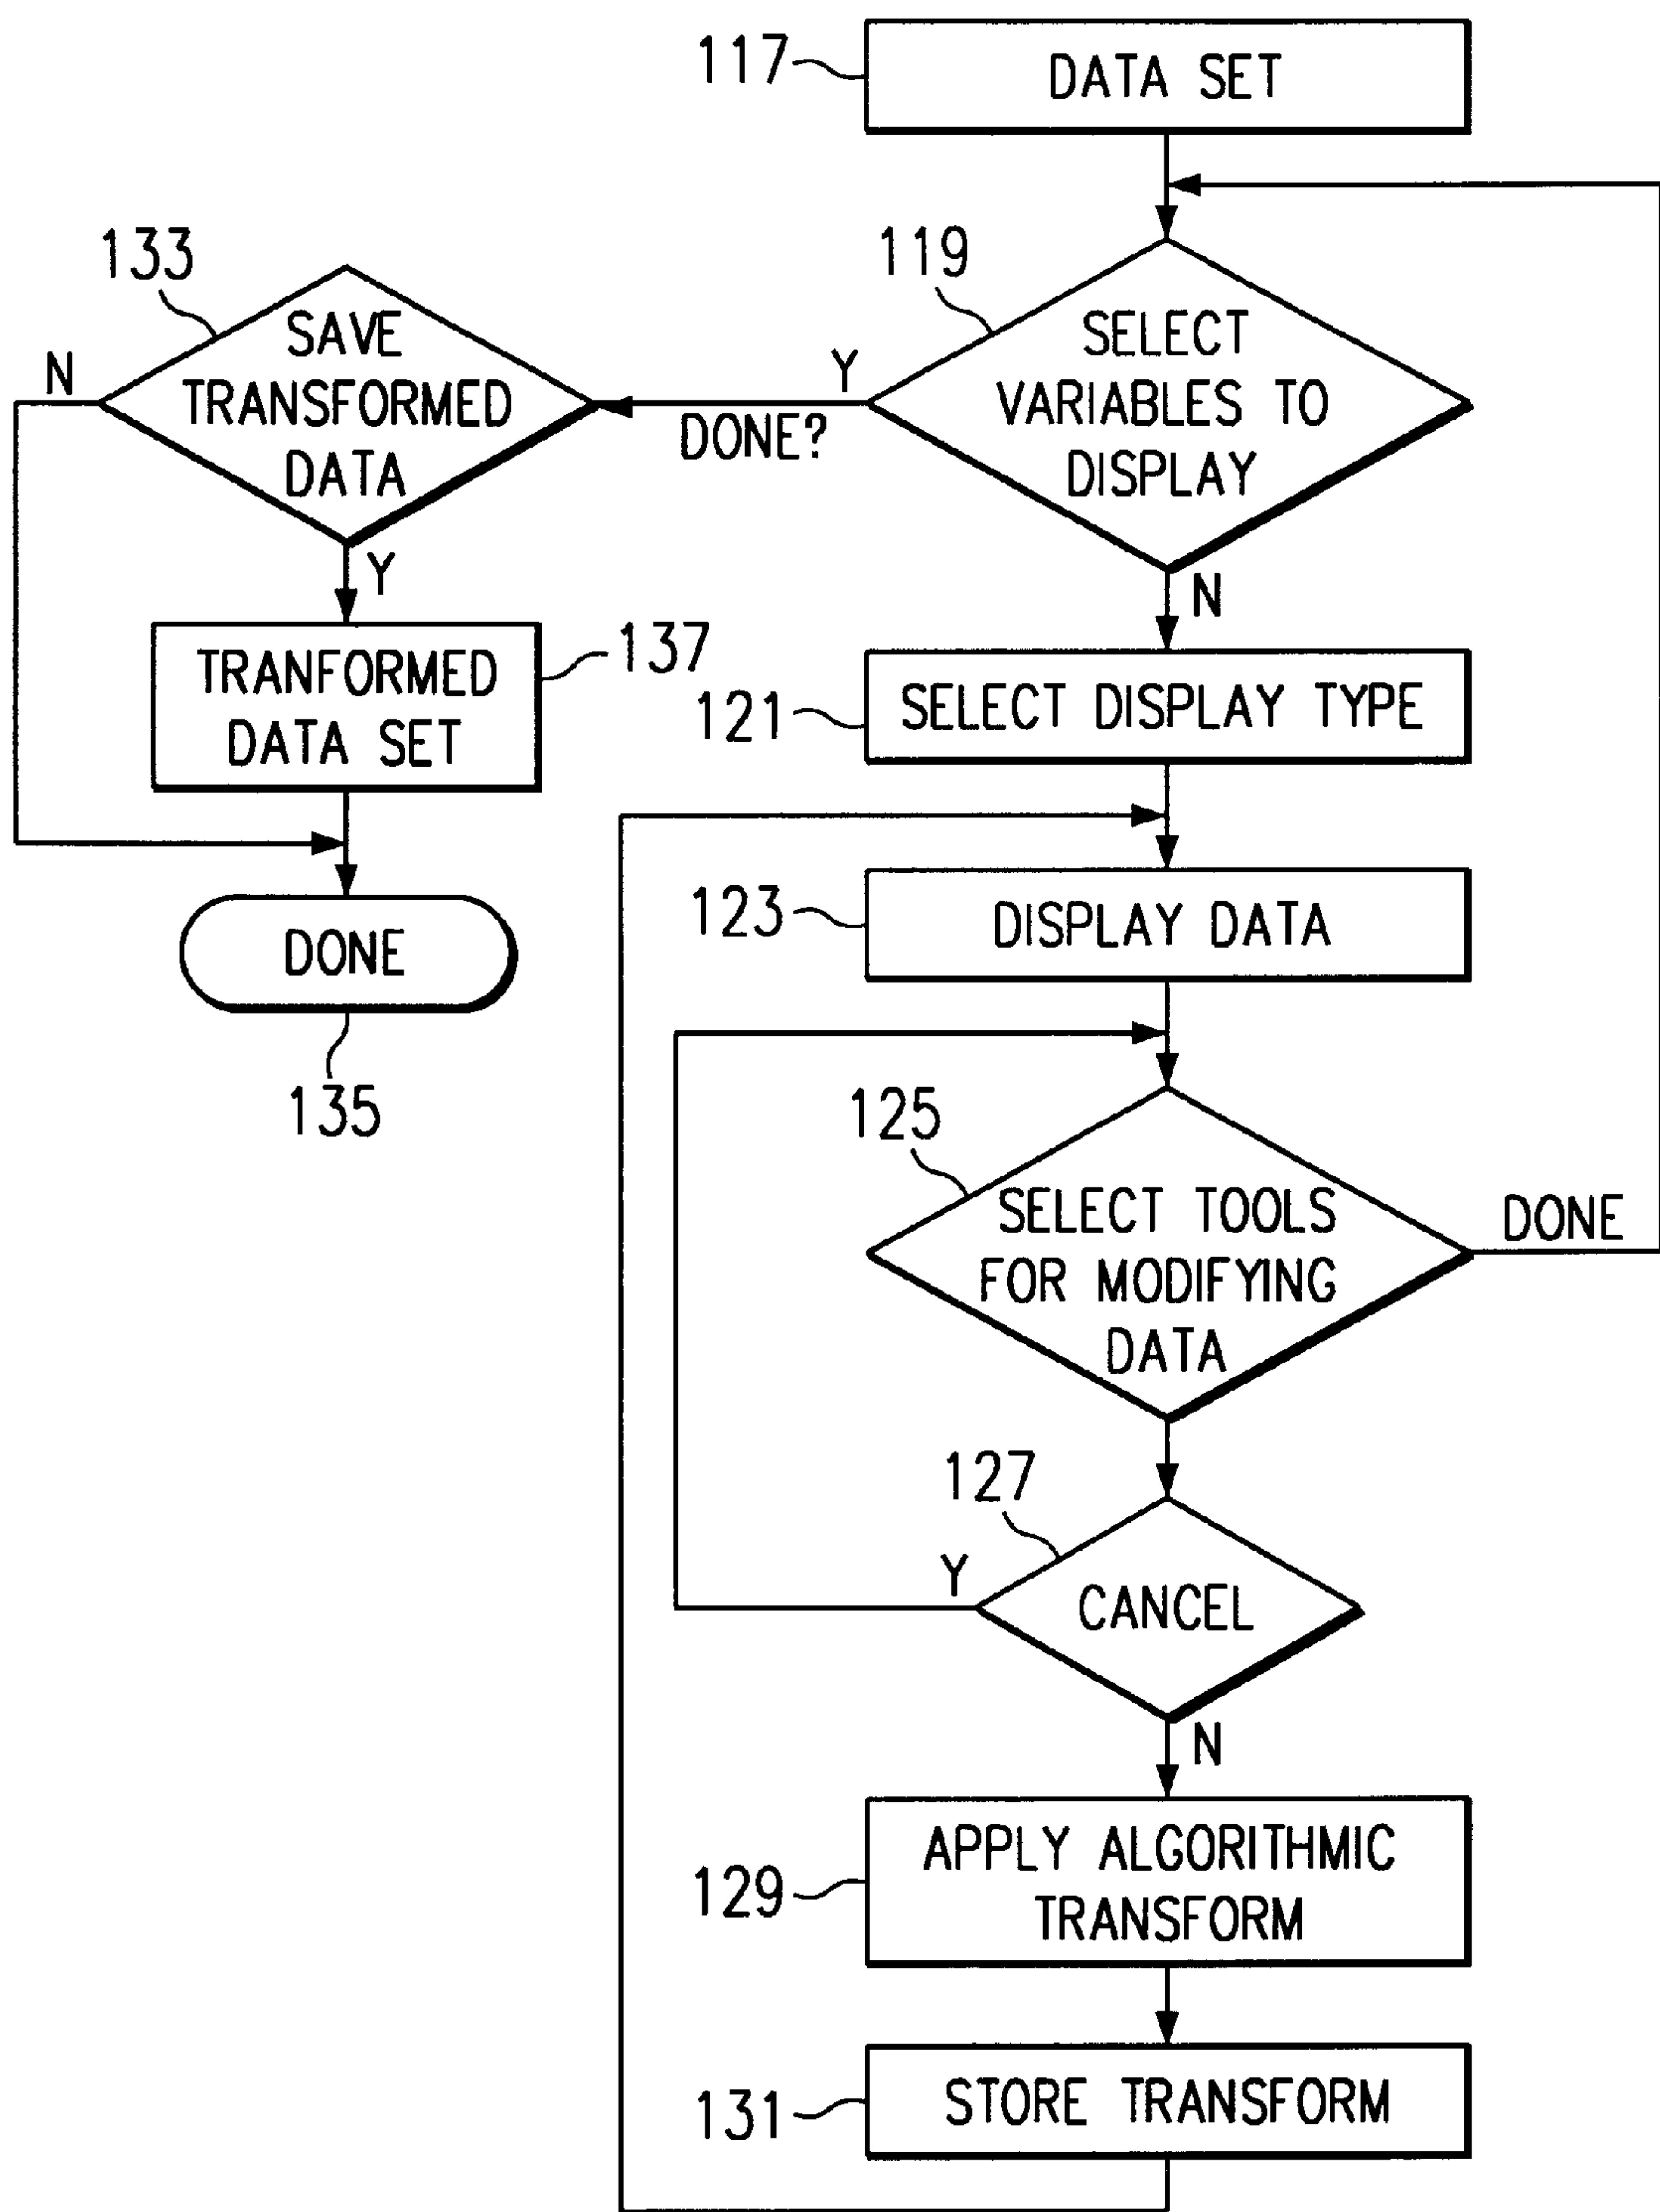 117
DATA SET
133
SAVE
TRANSFORMED
DATA
N
Y
119
SELECT
VARIABLES TO
DISPLAY
Y
DONE?
N
TRANFORMED
DATA SET
137
121
SELECT DISPLAY TYPE
123
DISPLAY DATA
DONE
135
125
SELECT TOOLS
FOR MODIFYING
DATA
DONE
127
CANCEL
Y
N
129
APPLY ALGORITHMIC
TRANSFORM
131
STORE TRANSFORM